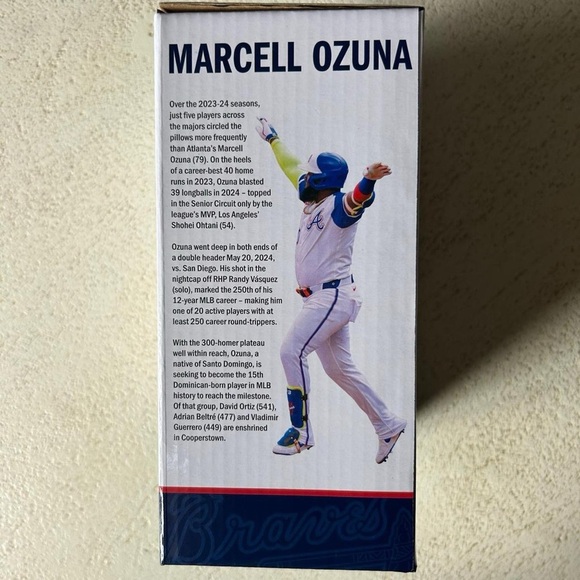 MARCELL OZUNA
Over the 2023-24 seasons,
just five players across
the majors circled the
pillows more frequently
than Atlanta's Marcell
Ozuna (79). On the heels
of a career-best 40 home
runs in 2023, Ozuna blasted
39 longballs in 2024 – topped
in the Senior Circuit only by the
league's MVP, Los Angeles'
Shohei Ohtani (54).
Ozuna went deep in both ends of
a double header May 20, 2024,
vs. San Diego. His shot in the
nightcap off RHP Randy Vásquez
(solo), marked the 250th of his
12-year MLB career – making him
one of 20 active players with at
least 250 career round-trippers.
With the 300-homer plateau
well within reach, Ozuna, a
native of Santo Domingo, is
seeking to become the 15th
Dominican-born player in MLB
history to reach the milestone.
Of that group, David Ortiz (541),
Adrian Beltré (477) and Vladimir
Guerrero (449) are enshrined
in Cooperstown.
A
Braves